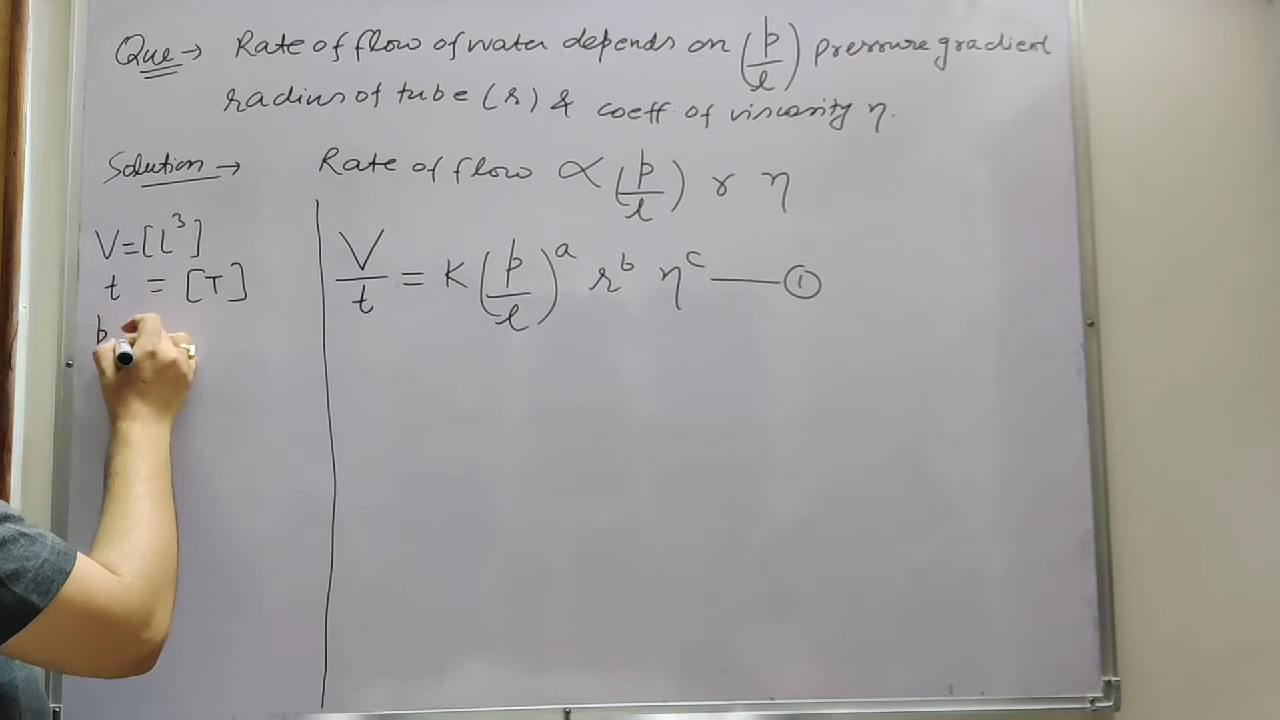 Que → Rate of flow of water depends on (p/l) pressure gradient
radius of tube (r) & coeff. of viscosity η.
Solution → Rate of flow ∝ (p/l) r η
V = [L³]
t = [T]
p
V/t = K (p/l)^a r^b η^c —— ①